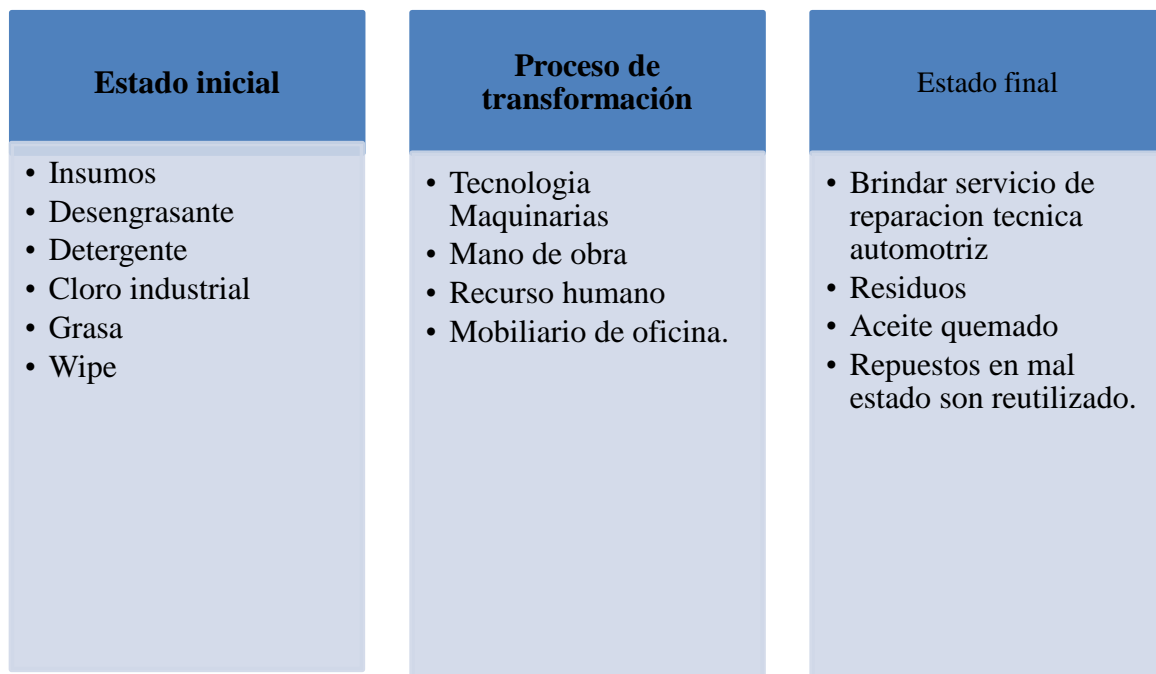 Estado inicial
• Insumos
• Desengrasante
• Detergente
• Cloro industrial
• Grasa
• Wipe
Proceso de
transformación
• Tecnologia
Maquinarias
• Mano de obra
• Recurso humano
• Mobiliario de oficina.
Estado final
• Brindar servicio de
reparacion tecnica
automotriz
• Residuos
• Aceite quemado
• Repuestos en mal
estado son reutilizado.